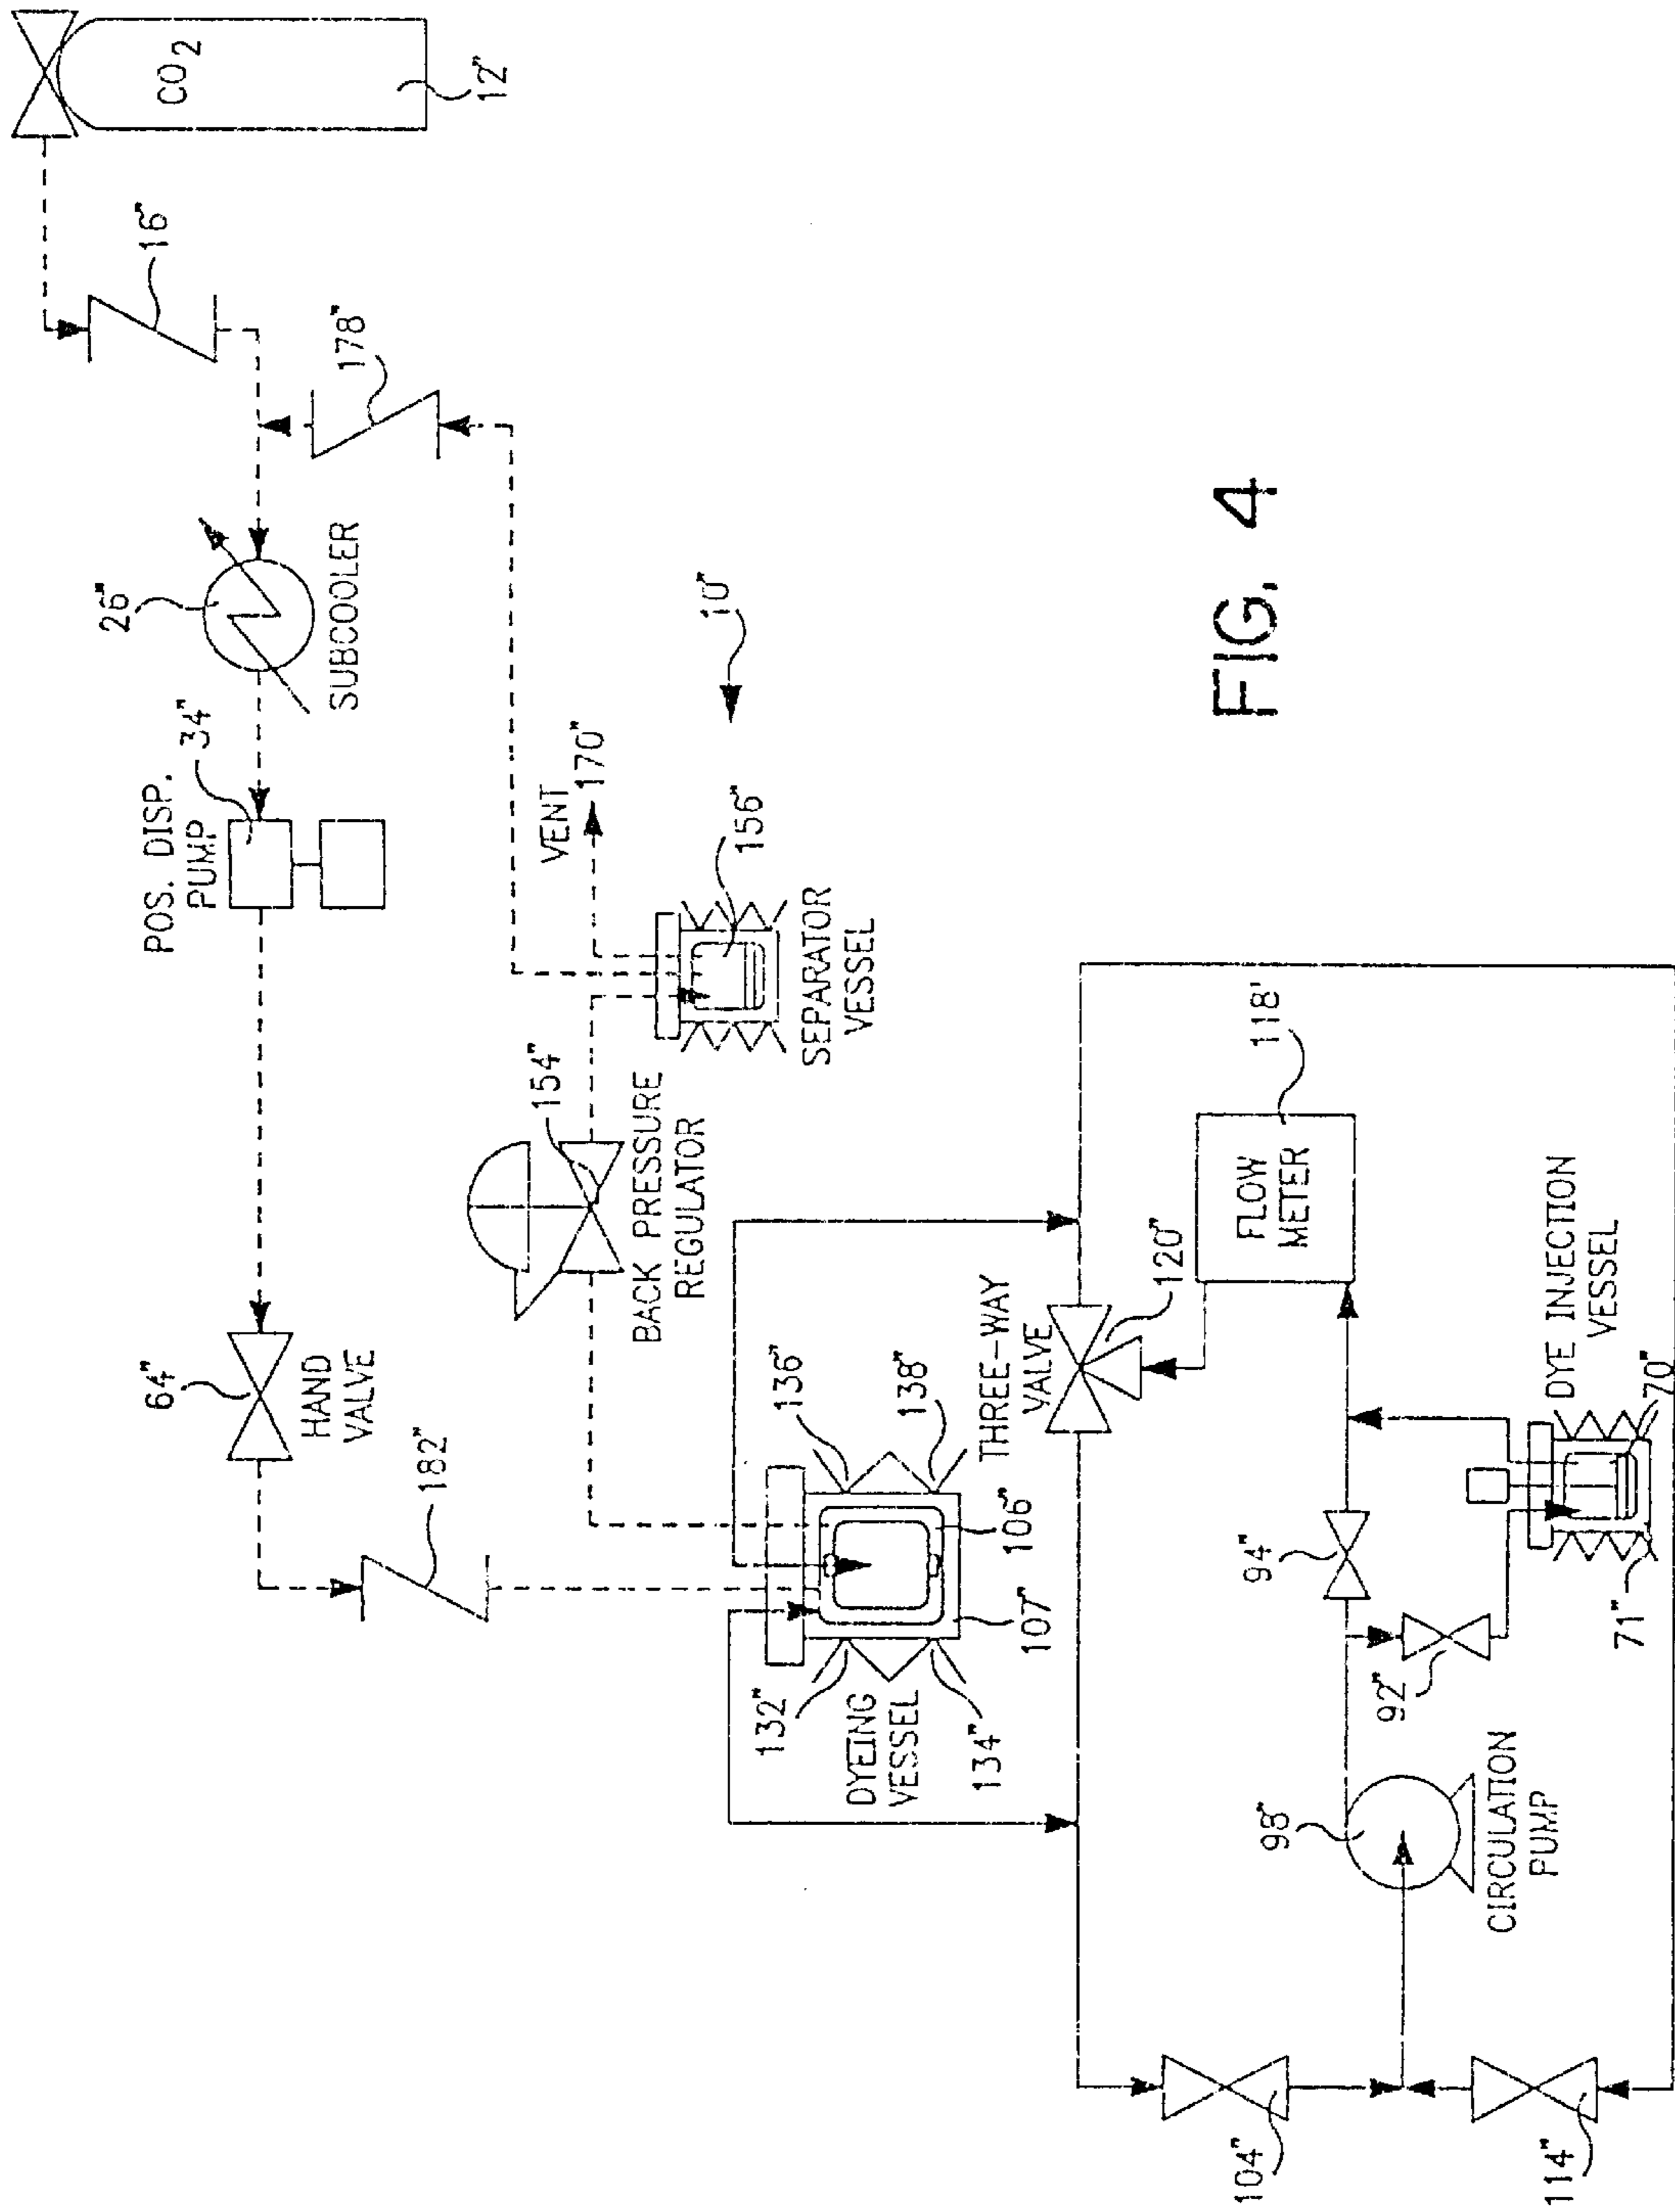 CO₂
12"
16"
178"
26"
SUBCOOLER
POS. DISP.
PUMP
34"
64"
HAND
VALVE
182"
VENT
170"
10"
156"
SEPARATOR
VESSEL
154"
BACK PRESSURE
REGULATOR
136"
138"
106"
107"
132"
134"
DYEING
VESSEL
THREE-WAY
VALVE
120"
118'
FLOW
METER
DYE INJECTION
VESSEL
70"
71"
94"
92"
98"
CIRCULATION
PUMP
104"
114"
FIG. 4